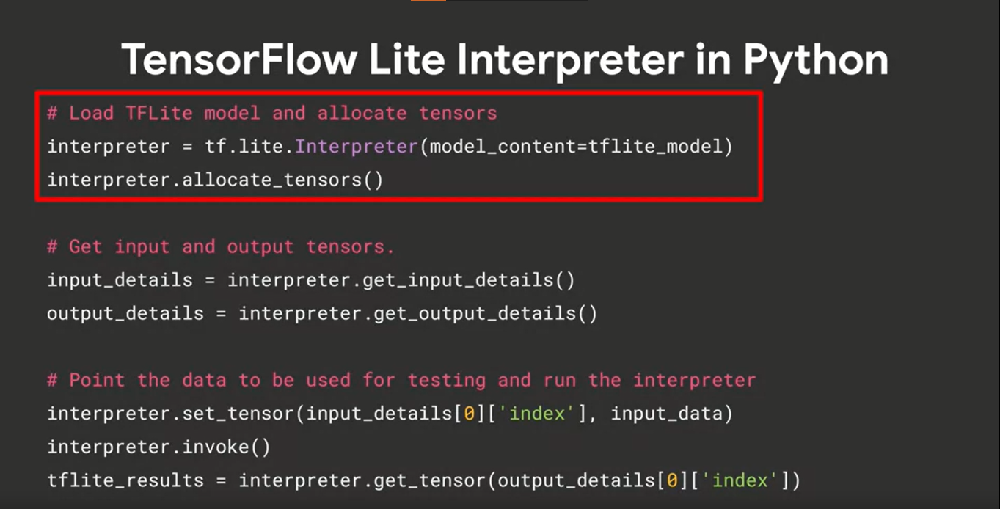 TensorFlow Lite Interpreter in Python
# Load TFLite model and allocate tensors
interpreter = tf.lite.Interpreter(model_content=tflite_model)
interpreter.allocate_tensors()
# Get input and output tensors.
input_details = interpreter.get_input_details()
output_details = interpreter.get_output_details()
# Point the data to be used for testing and run the interpreter
interpreter.set_tensor(input_details[0]['index'], input_data)
interpreter.invoke()
tflite_results = interpreter.get_tensor(output_details[0]['index'])